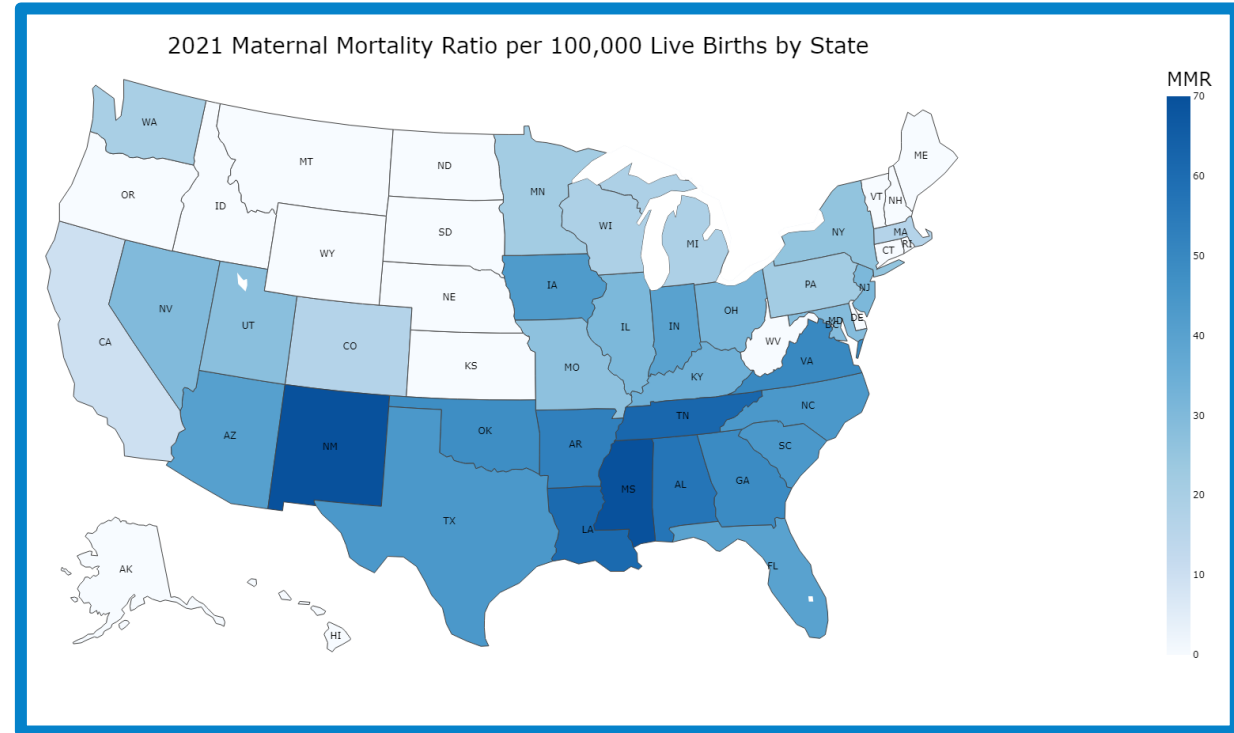 2021 Maternal Mortality Ratio per 100,000 Live Births by State
MMR
70
60
50
40
30
20
10
0
WA
OR
ID
MT
ND
MN
SD
WY
NE
WI
MI
ME
VT
NH
MA
NY
CT
RI
PA
NJ
IA
NV
UT
CA
CO
KS
MO
IL
IN
OH
MD
DE
DC
WV
VA
KY
NC
TN
AZ
NM
OK
AR
SC
MS
AL
GA
TX
LA
FL
AK
HI